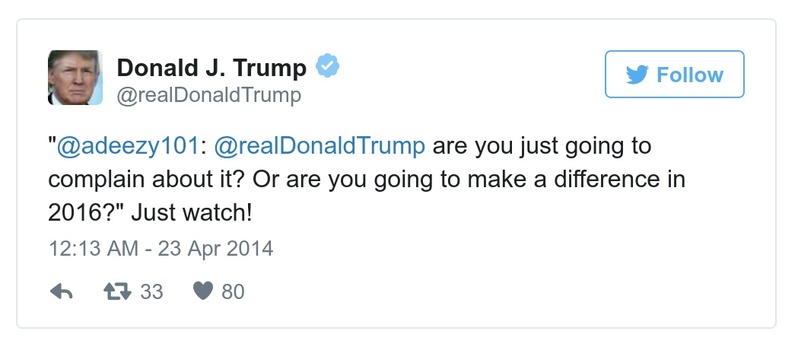 Donald J. Trump
@realDonaldTrump
Follow
"@adeezy101: @realDonaldTrump are you just going to
complain about it? Or are you going to make a difference in
2016?" Just watch!
12:13 AM - 23 Apr 2014
33 80